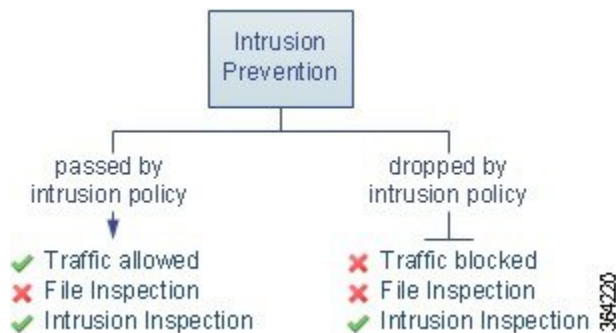 Intrusion
Prevention
passed by
intrusion policy
dropped by
intrusion policy
Traffic allowed
File Inspection
Intrusion Inspection
Traffic blocked
File Inspection
Intrusion Inspection